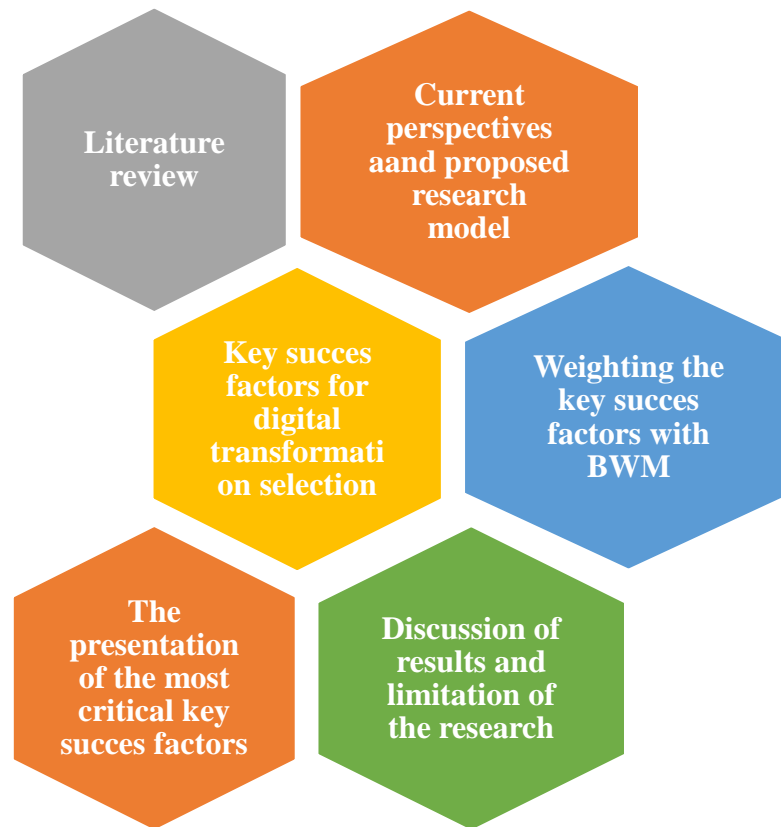 Literature
review
Current
perspectives
aand proposed
research
model
Key succes
factors for
digital
transformati
on selection
Weighting the
key succes
factors with
BWM
The
presentation
of the most
critical key
succes factors
Discussion of
results and
limitation of
the research